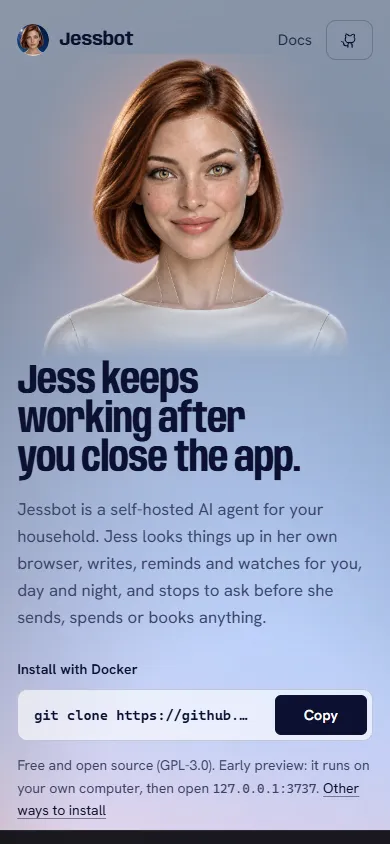 Jessbot
Docs
Jess keeps
working after
you close the app.
Jessbot is a self-hosted AI agent for your
household. Jess looks things up in her own
browser, writes, reminds and watches for you,
day and night, and stops to ask before she
sends, spends or books anything.
Install with Docker
git clone https://github.…
Copy
Free and open source (GPL-3.0). Early preview: it runs on
your own computer, then open 127.0.0.1:3737. Other
ways to install